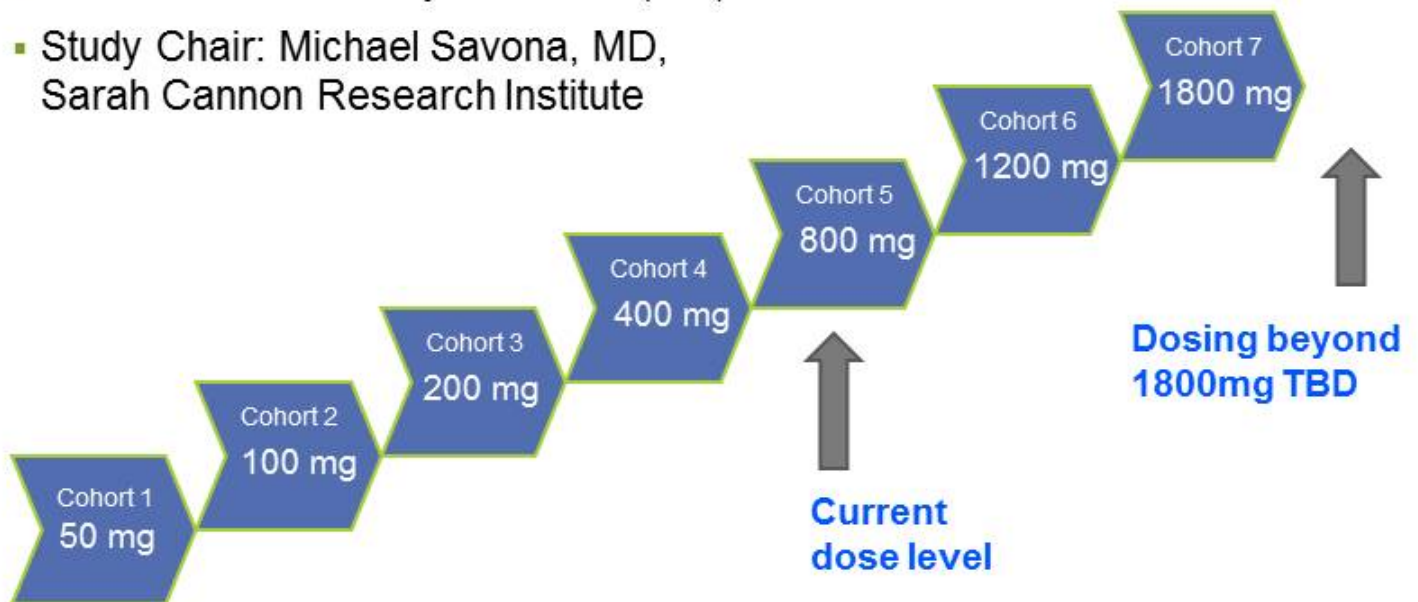 ▪ Study Chair: Michael Savona, MD,
Sarah Cannon Research Institute
Cohort 1
50 mg
Cohort 2
100 mg
Cohort 3
200 mg
Cohort 4
400 mg
Cohort 5
800 mg
Cohort 6
1200 mg
Cohort 7
1800 mg
Current
dose level
Dosing beyond
1800mg TBD